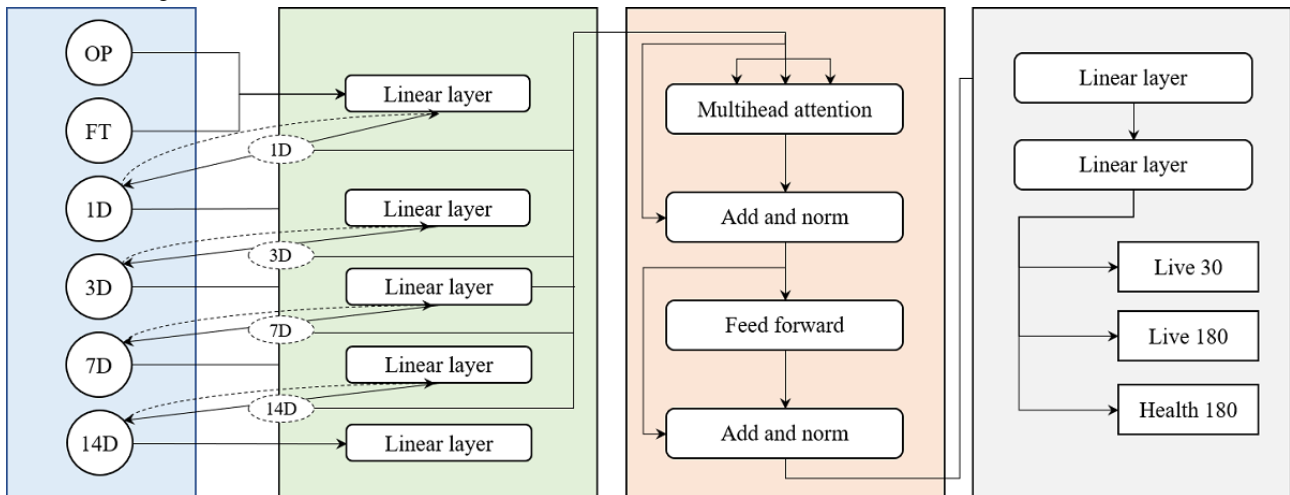 OP
FT
1D
3D
7D
14D
Linear layer
1D
Linear layer
3D
Linear layer
7D
Linear layer
14D
Linear layer
Multihead attention
Add and norm
Feed forward
Add and norm
Linear layer
Linear layer
Live 30
Live 180
Health 180